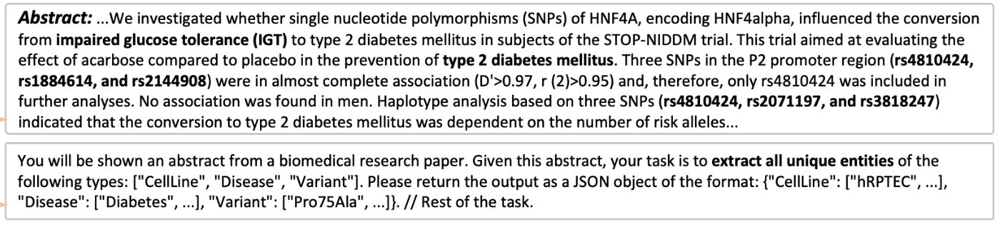 Abstract: ...We investigated whether single nucleotide polymorphisms (SNPs) of HNF4A, encoding HNF4alpha, influenced the conversion
from impaired glucose tolerance (IGT) to type 2 diabetes mellitus in subjects of the STOP-NIDDM trial. This trial aimed at evaluating the
effect of acarbose compared to placebo in the prevention of type 2 diabetes mellitus. Three SNPs in the P2 promoter region (rs4810424,
rs1884614, and rs2144908) were in almost complete association (D'>0.97, r (2)>0.95) and, therefore, only rs4810424 was included in
further analyses. No association was found in men. Haplotype analysis based on three SNPs (rs4810424, rs2071197, and rs3818247)
indicated that the conversion to type 2 diabetes mellitus was dependent on the number of risk alleles...
You will be shown an abstract from a biomedical research paper. Given this abstract, your task is to extract all unique entities of the
following types: ["CellLine", "Disease", "Variant"]. Please return the output as a JSON object of the format: {"CellLine": ["hRPTEC", ...],
"Disease": ["Diabetes", ...], "Variant": ["Pro75Ala", ...]}. // Rest of the task.